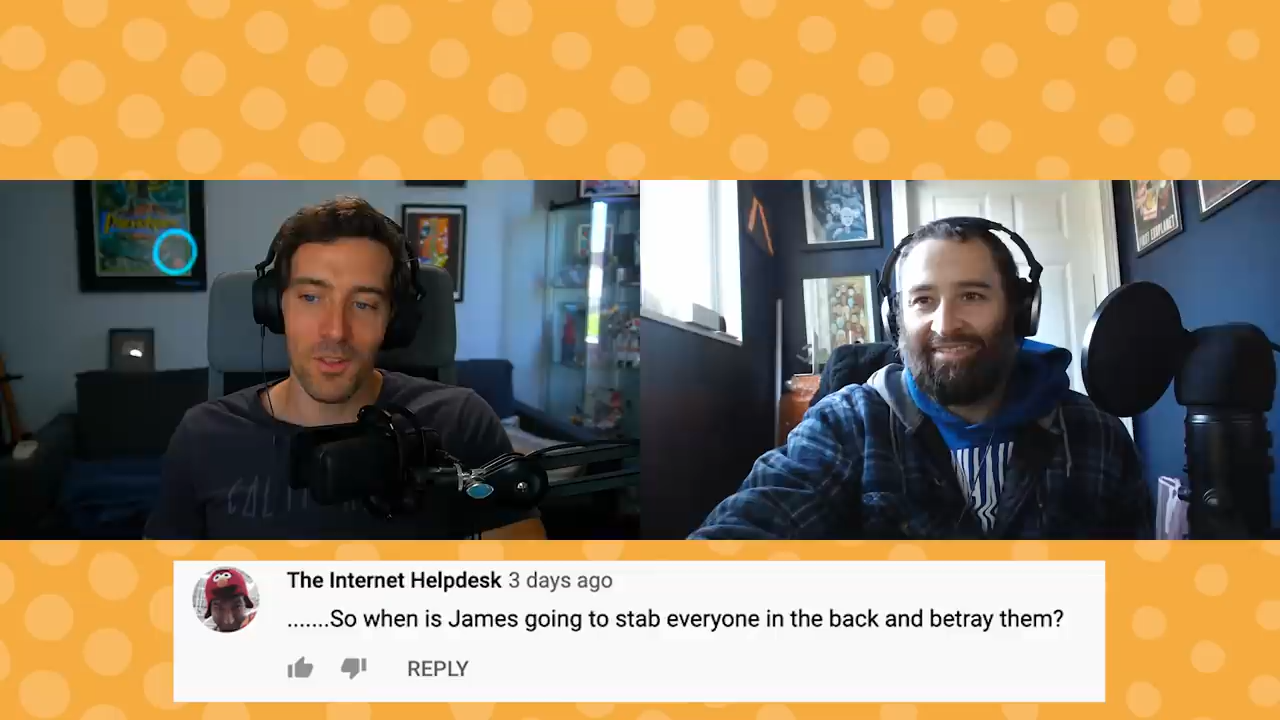 The Internet Helpdesk 3 days ago
.......So when is James going to stab everyone in the back and betray them?
REPLY